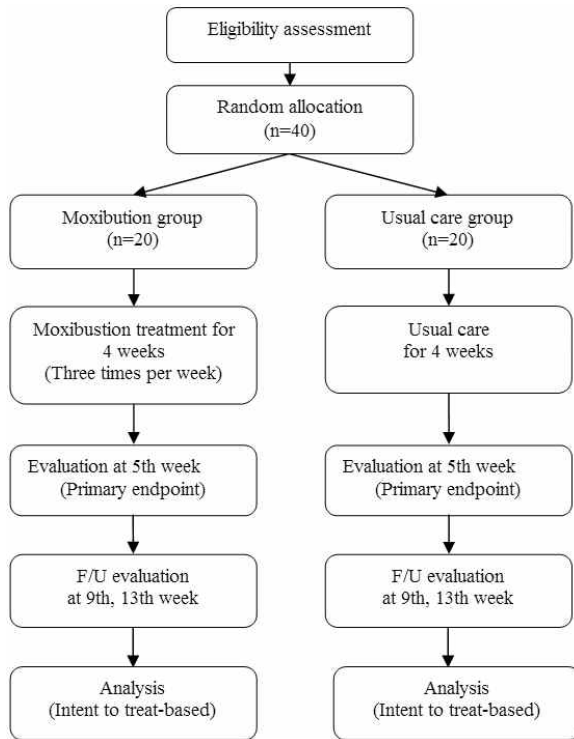 Eligibility assessment
Random allocation
(n=40)
Moxibution group
(n=20)
Usual care group
(n=20)
Moxibustion treatment for
4 weeks
(Three times per week)
Usual care
for 4 weeks
Evaluation at 5th week
(Primary endpoint)
Evaluation at 5th week
(Primary endpoint)
F/U evaluation
at 9th, 13th week
F/U evaluation
at 9th, 13th week
Analysis
(Intent to treat-based)
Analysis
(Intent to treat-based)